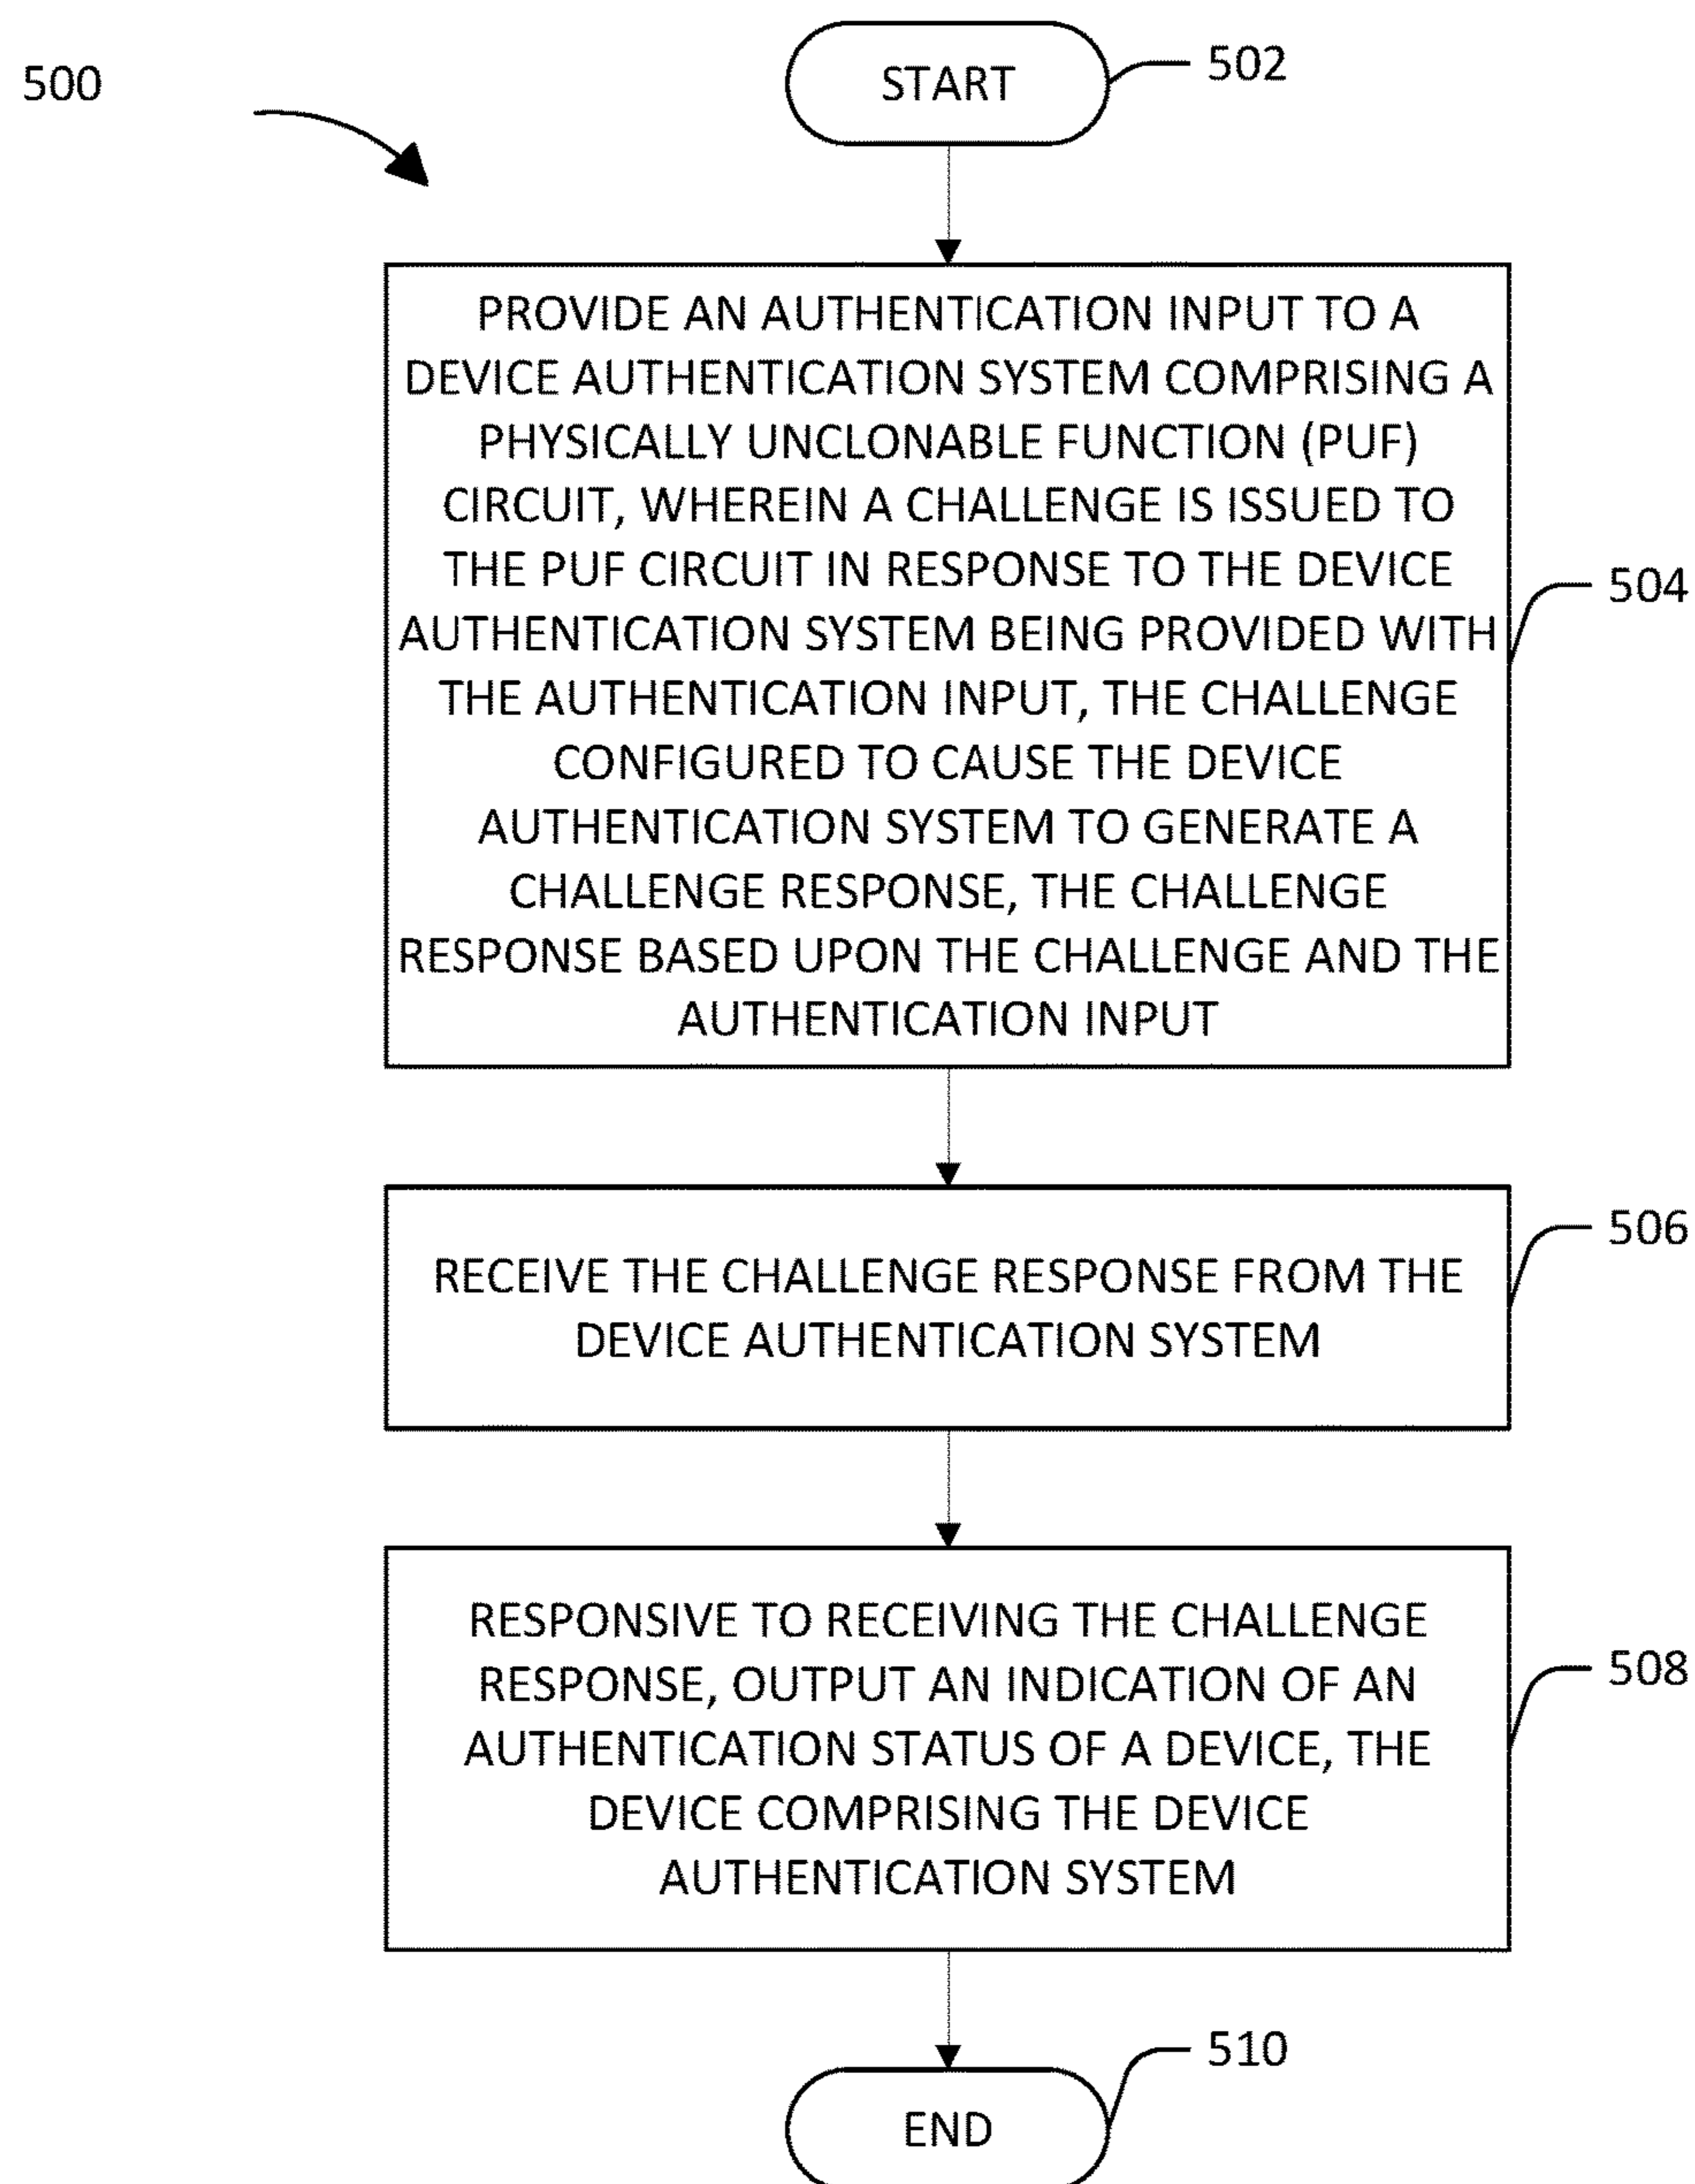 500
START
502
PROVIDE AN AUTHENTICATION INPUT TO A
DEVICE AUTHENTICATION SYSTEM COMPRISING A
PHYSICALLY UNCLONABLE FUNCTION (PUF)
CIRCUIT, WHEREIN A CHALLENGE IS ISSUED TO
THE PUF CIRCUIT IN RESPONSE TO THE DEVICE
AUTHENTICATION SYSTEM BEING PROVIDED WITH
THE AUTHENTICATION INPUT, THE CHALLENGE
CONFIGURED TO CAUSE THE DEVICE
AUTHENTICATION SYSTEM TO GENERATE A
CHALLENGE RESPONSE, THE CHALLENGE
RESPONSE BASED UPON THE CHALLENGE AND THE
AUTHENTICATION INPUT
504
RECEIVE THE CHALLENGE RESPONSE FROM THE
DEVICE AUTHENTICATION SYSTEM
506
RESPONSIVE TO RECEIVING THE CHALLENGE
RESPONSE, OUTPUT AN INDICATION OF AN
AUTHENTICATION STATUS OF A DEVICE, THE
DEVICE COMPRISING THE DEVICE
AUTHENTICATION SYSTEM
508
END
510